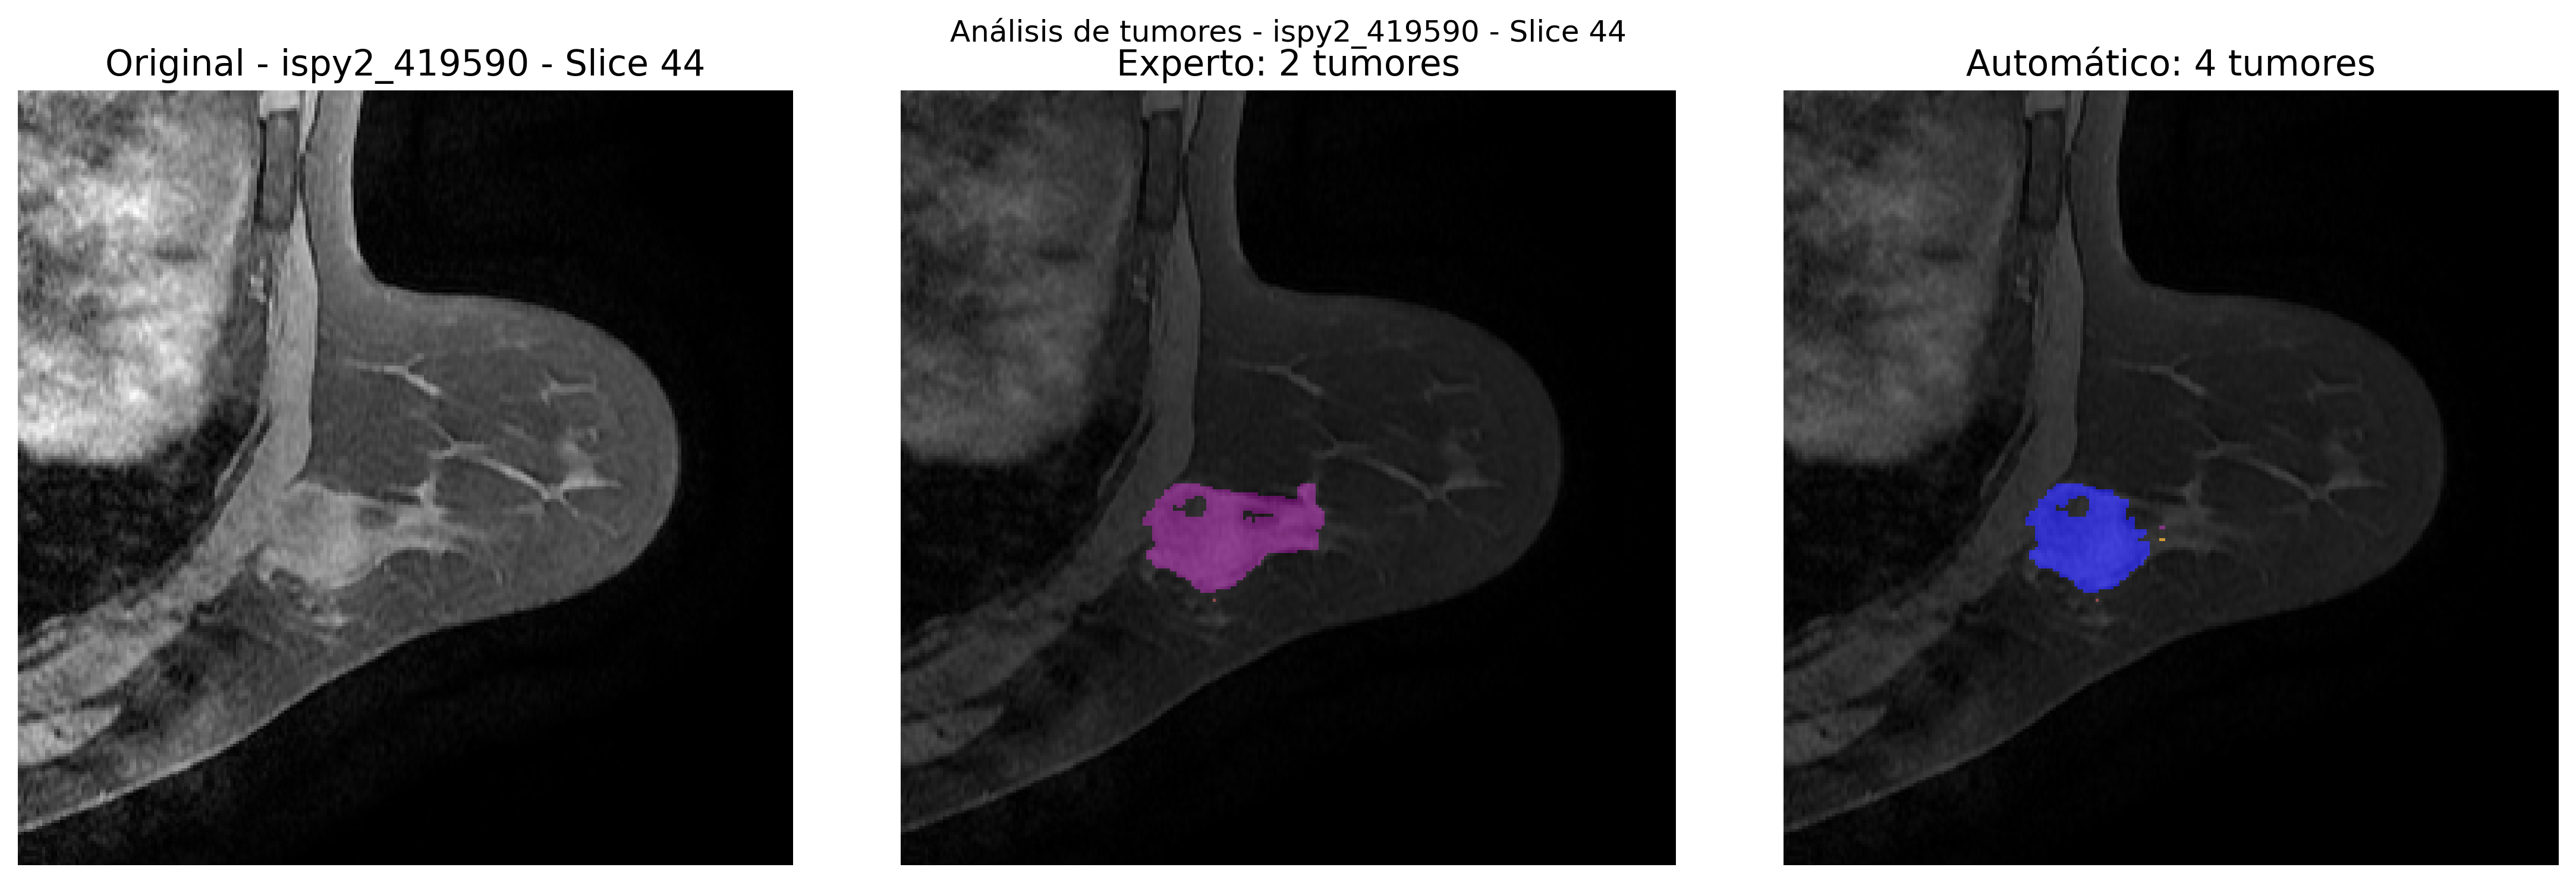 Análisis de tumores - ispy2_419590 - Slice 44
Original - ispy2_419590 - Slice 44
Experto: 2 tumores
Automático: 4 tumores